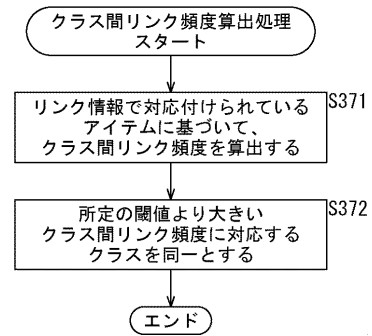 クラス間リンク頻度算出処理
スタート
リンク情報で対応付けられている
アイテムに基づいて、
クラス間リンク頻度を算出する
S371
所定の閾値より大きい
クラス間リンク頻度に対応する
クラスを同一とする
S372
エンド